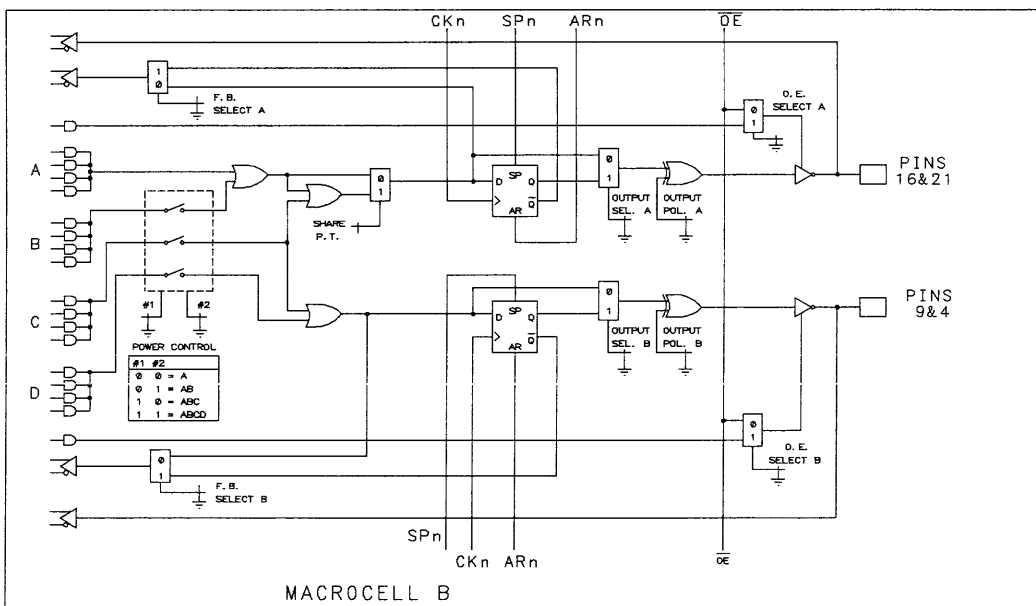 CKn SPn ARn OE
1
0
F. B.
SELECT A
O. E.
SELECT A
0
1
A
0
1
SHARE
P. T.
D SP Q
AR Q
0
1
OUTPUT
SEL. A
OUTPUT
POL. A
PINS
16&21
B
C
D
#1 #2
POWER CONTROL
#1 #2
0 0 = A
0 1 = AB
1 0 = ABC
1 1 = ABCD
D SP Q
AR Q
0
1
OUTPUT
SEL. B
OUTPUT
POL. B
PINS
9&4
0
1
O. E.
SELECT B
0
1
F. B.
SELECT B
SPn
CKn ARn OE
MACROCELL B